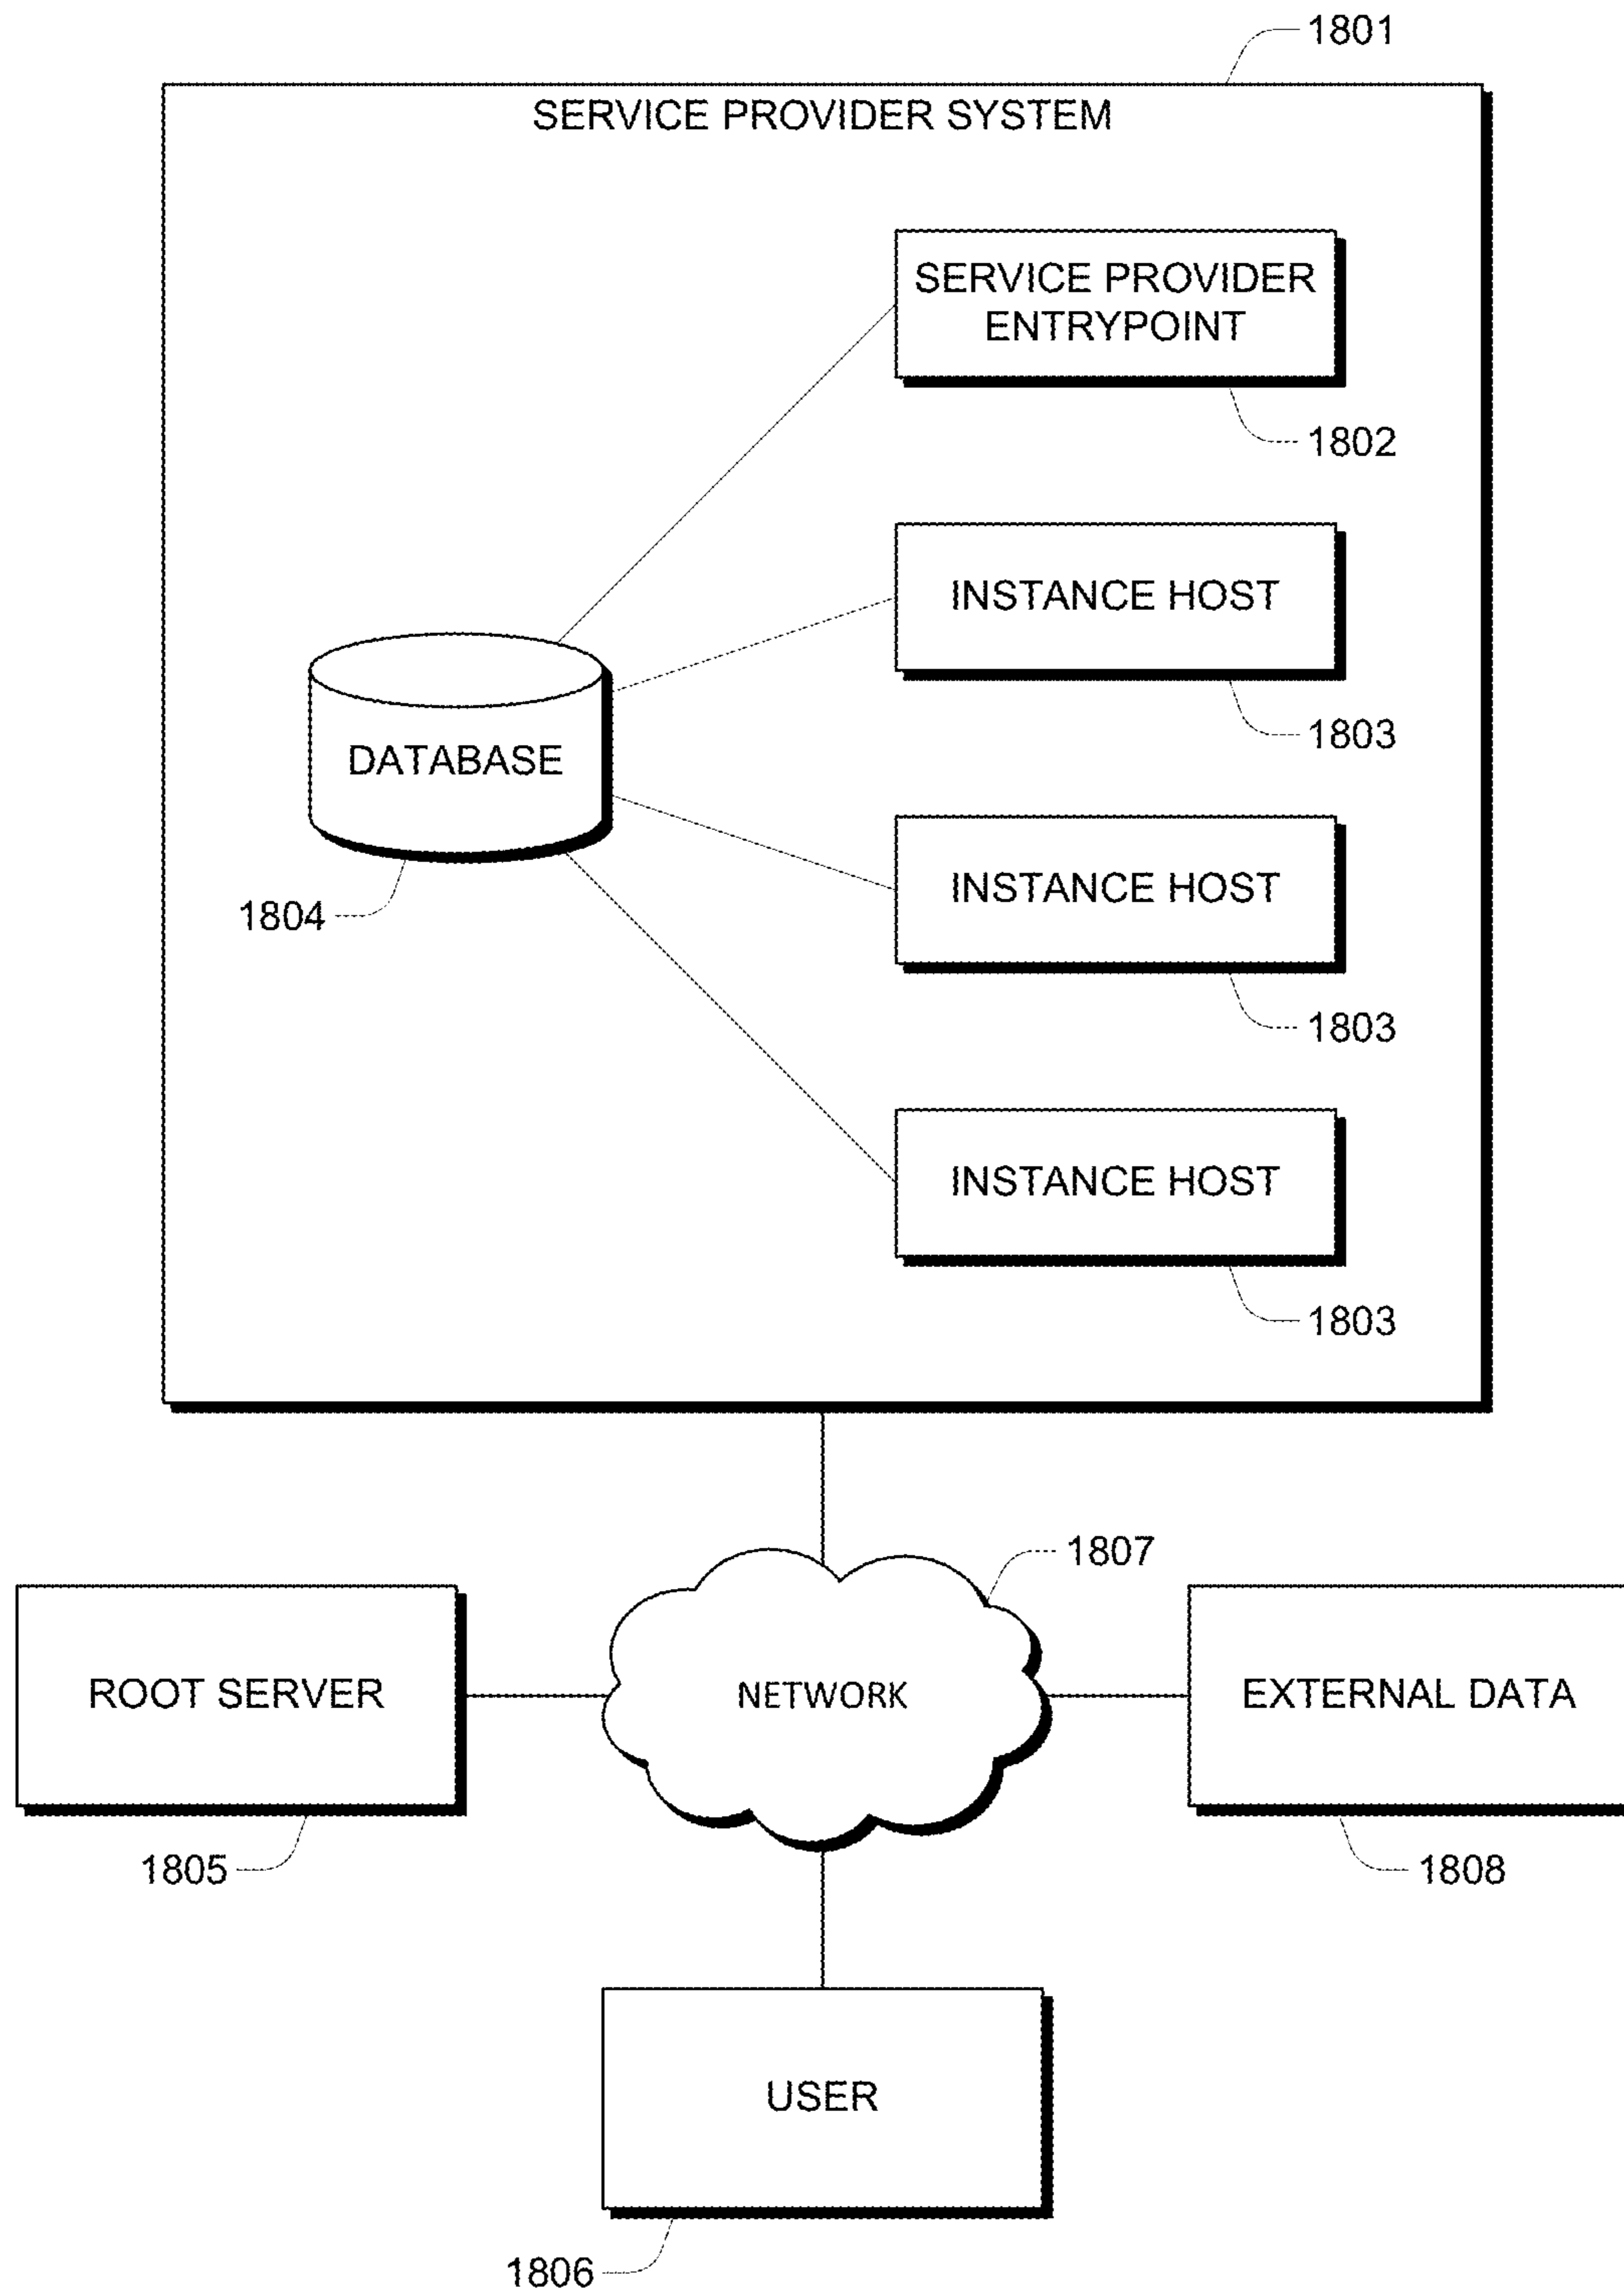 1801
SERVICE PROVIDER SYSTEM
SERVICE PROVIDER
ENTRYPOINT
1802
INSTANCE HOST
1803
DATABASE
1804
INSTANCE HOST
1803
INSTANCE HOST
1803
1807
ROOT SERVER
NETWORK
EXTERNAL DATA
1805
1808
USER
1806